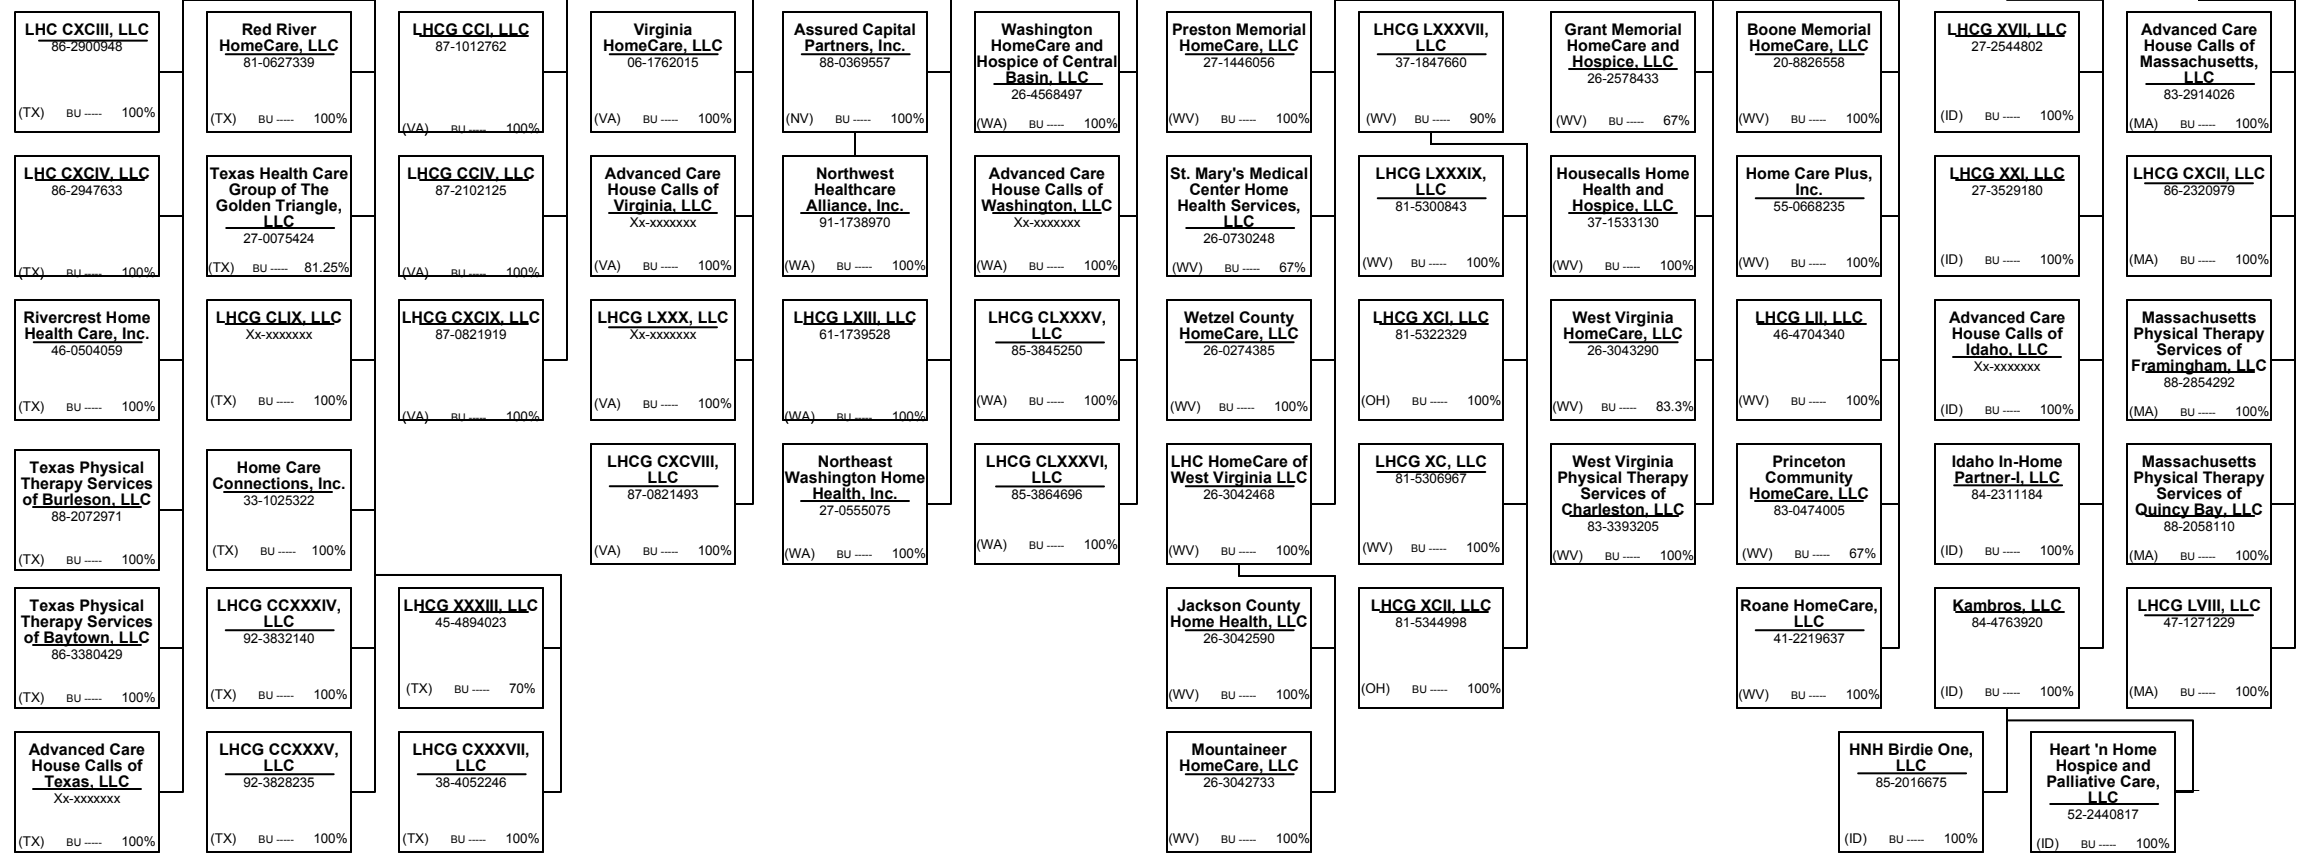 LHC CXCIII, LLC
86-2900948
(TX) BU ----- 100%
Red River
HomeCare, LLC
81-0627339
(TX) BU ----- 100%
LHCG CCI, LLC
87-1012762
(VA) BU ----- 100%
Virginia
HomeCare, LLC
06-1762015
(VA) BU ----- 100%
Assured Capital
Partners, Inc.
88-0369557
(NV) BU ----- 100%
Washington
HomeCare and
Hospice of Central
Basin, LLC
26-4568497
(WA) BU ----- 100%
Preston Memorial
HomeCare, LLC
27-1446056
(WV) BU ----- 100%
LHCG LXXXVII,
LLC
37-1847660
(WV) BU ----- 90%
Grant Memorial
HomeCare and
Hospice, LLC
26-2578433
(WV) BU ----- 67%
Boone Memorial
HomeCare, LLC
20-8826558
(WV) BU ----- 100%
LHCG XVII, LLC
27-2544802
(ID) BU ----- 100%
Advanced Care
House Calls of
Massachusetts,
LLC
83-2914026
(MA) BU ----- 100%
LHC CXCIV, LLC
86-2947633
(TX) BU ----- 100%
Texas Health Care
Group of The
Golden Triangle,
LLC
27-0075424
(TX) BU ----- 81.25%
LHCG CCIV, LLC
87-2102125
(VA) BU ----- 100%
Advanced Care
House Calls of
Virginia, LLC
Xx-xxxxxxx
(VA) BU ----- 100%
Northwest
Healthcare
Alliance, Inc.
91-1738970
(WA) BU ----- 100%
Advanced Care
House Calls of
Washington, LLC
Xx-xxxxxxx
(WA) BU ----- 100%
St. Mary's Medical
Center Home
Health Services,
LLC
26-0730248
(WV) BU ----- 67%
LHCG LXXXIX,
LLC
81-5300843
(WV) BU ----- 100%
Housecalls Home
Health and
Hospice, LLC
37-1533130
(WV) BU ----- 100%
Home Care Plus,
Inc.
55-0668235
(WV) BU ----- 100%
LHCG XXI, LLC
27-3529180
(ID) BU ----- 100%
LHCG CXCII, LLC
86-2320979
(MA) BU ----- 100%
Rivercrest Home
Health Care, Inc.
46-0504059
(TX) BU ----- 100%
LHCG CLIX, LLC
Xx-xxxxxxx
(TX) BU ----- 100%
LHCG CXCIX, LLC
87-0821919
(VA) BU ----- 100%
LHCG LXXX, LLC
Xx-xxxxxxx
(VA) BU ----- 100%
LHCG LXIII, LLC
61-1739528
(WA) BU ----- 100%
LHCG CLXXXV,
LLC
85-3845250
(WA) BU ----- 100%
Wetzel County
HomeCare, LLC
26-0274385
(WV) BU ----- 100%
LHCG XCI, LLC
81-5322329
(OH) BU ----- 100%
West Virginia
HomeCare, LLC
26-3043290
(WV) BU ----- 83.3%
LHCG LII, LLC
46-4704340
(WV) BU ----- 100%
Advanced Care
House Calls of
Idaho, LLC
Xx-xxxxxxx
(ID) BU ----- 100%
Massachusetts
Physical Therapy
Services of
Framingham, LLC
88-2854292
(MA) BU ----- 100%
Texas Physical
Therapy Services
of Burleson, LLC
88-2072971
(TX) BU ----- 100%
Home Care
Connections, Inc.
33-1025322
(TX) BU ----- 100%
LHCG CXCVIII,
LLC
87-0821493
(VA) BU ----- 100%
Northeast
Washington Home
Health, Inc.
27-0555075
(WA) BU ----- 100%
LHCG CLXXXVI,
LLC
85-3864696
(WA) BU ----- 100%
LHC HomeCare of
West Virginia LLC
26-3042468
(WV) BU ----- 100%
LHCG XC, LLC
81-5306967
(WV) BU ----- 100%
West Virginia
Physical Therapy
Services of
Charleston, LLC
83-3393205
(WV) BU ----- 100%
Princeton
Community
HomeCare, LLC
83-0474005
(WV) BU ----- 67%
Idaho In-Home
Partner-I, LLC
84-2311184
(ID) BU ----- 100%
Massachusetts
Physical Therapy
Services of
Quincy Bay, LLC
88-2058110
(MA) BU ----- 100%
Texas Physical
Therapy Services
of Baytown, LLC
86-3380429
(TX) BU ----- 100%
LHCG CCXXXIV,
LLC
92-3832140
(TX) BU ----- 100%
LHCG XXXIII, LLC
45-4894023
(TX) BU ----- 70%
Jackson County
Home Health, LLC
26-3042590
(WV) BU ----- 100%
LHCG XCII, LLC
81-5344998
(OH) BU ----- 100%
Roane HomeCare,
LLC
41-2219637
(WV) BU ----- 100%
Kambros, LLC
84-4763920
(ID) BU ----- 100%
LHCG LVIII, LLC
47-1271229
(MA) BU ----- 100%
Advanced Care
House Calls of
Texas, LLC
Xx-xxxxxxx
(TX) BU ----- 100%
LHCG CCXXXV,
LLC
92-3828235
(TX) BU ----- 100%
LHCG CXXXVII,
LLC
38-4052246
(TX) BU ----- 100%
Mountaineer
HomeCare, LLC
26-3042733
(WV) BU ----- 100%
HNH Birdie One,
LLC
85-2016675
(ID) BU ----- 100%
Heart 'n Home
Hospice and
Palliative Care,
LLC
52-2440817
(ID) BU ----- 100%